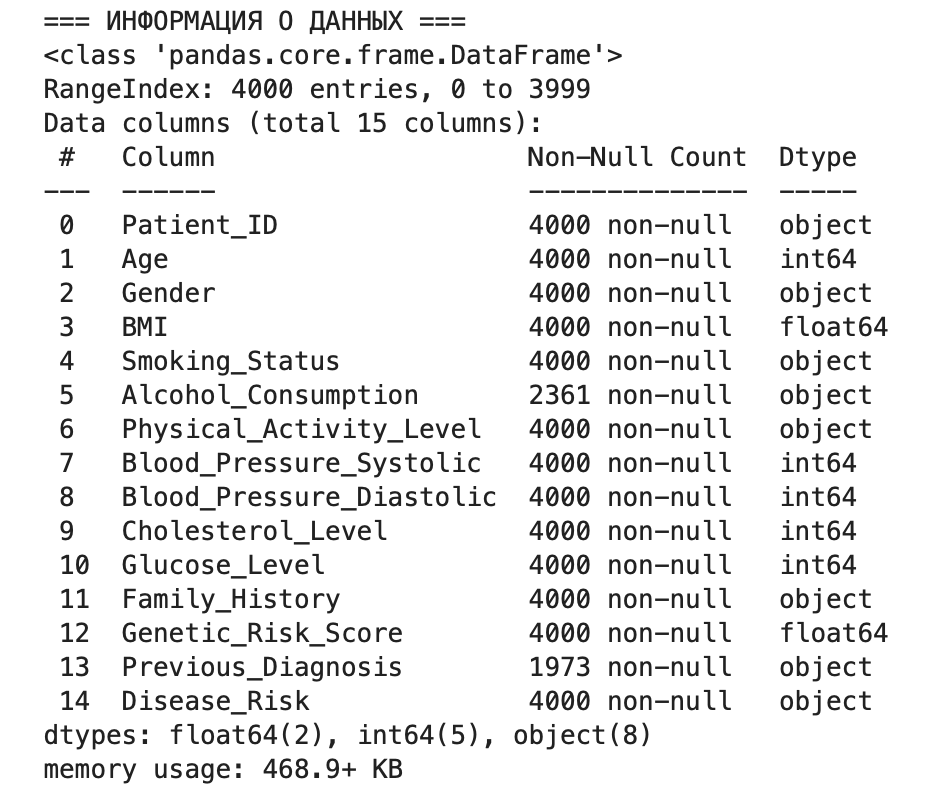 === ИНФОРМАЦИЯ О ДАННЫХ ===
<class 'pandas.core.frame.DataFrame'>
RangeIndex: 4000 entries, 0 to 3999
Data columns (total 15 columns):
 #   Column                    Non-Null Count  Dtype
---  ------                    --------------  -----
 0   Patient_ID                4000 non-null   object
 1   Age                       4000 non-null   int64
 2   Gender                    4000 non-null   object
 3   BMI                       4000 non-null   float64
 4   Smoking_Status            4000 non-null   object
 5   Alcohol_Consumption       2361 non-null   object
 6   Physical_Activity_Level   4000 non-null   object
 7   Blood_Pressure_Systolic   4000 non-null   int64
 8   Blood_Pressure_Diastolic  4000 non-null   int64
 9   Cholesterol_Level         4000 non-null   int64
 10  Glucose_Level             4000 non-null   int64
 11  Family_History            4000 non-null   object
 12  Genetic_Risk_Score        4000 non-null   float64
 13  Previous_Diagnosis        1973 non-null   object
 14  Disease_Risk              4000 non-null   object
dtypes: float64(2), int64(5), object(8)
memory usage: 468.9+ KB